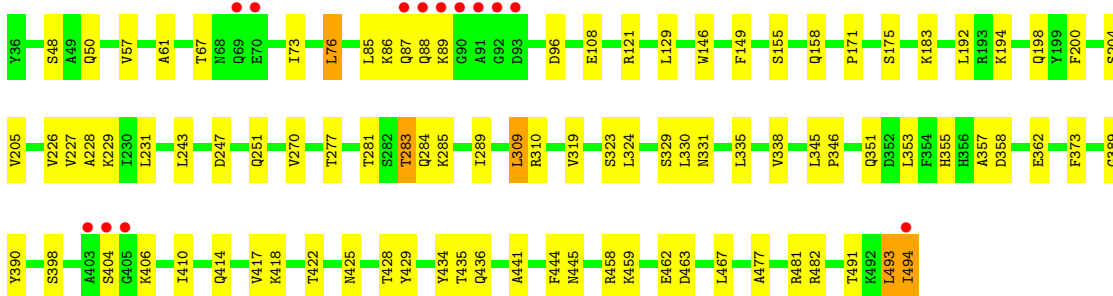 Y36 S48 A49 Q50 V57 A61 T67 N68 Q69 E70 I73 L76 L85 K86 Q87 Q88 K89 G90 A91 G92 D93 D96 E108 R121 L129 W146 F149 S155 Q158 P171 S175 K183 L192 R193 K194 Q198 Y199 F200 S204
V205 V226 V227 A228 K229 I230 L231 L243 D247 Q251 V270 T277 T281 S282 T283 Q284 K285 I289 L309 R310 V319 S323 L324 S329 L330 N331 L335 V338 L345 P346 Q351 D352 L353 F354 H355 H356 A357 D358 E362 F373 G389
Y390 S398 A403 S404 G405 K406 I410 Q414 V417 K418 T422 N425 T428 Y429 Y434 T435 Q436 A441 F444 N445 R458 K459 E462 D463 L467 A477 R481 R482 T491 K492 L493 I494